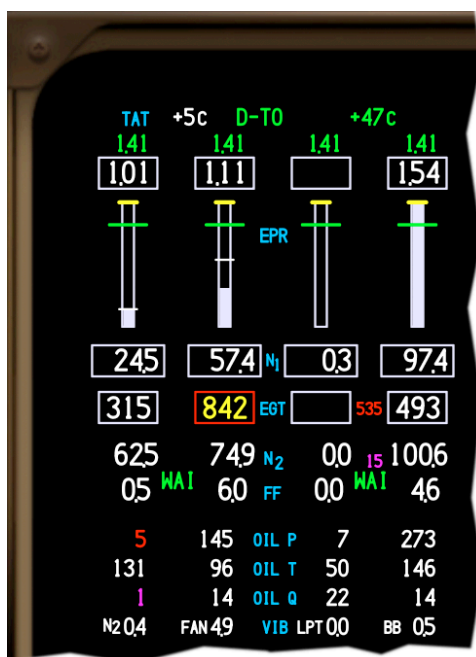 TAT +5c D-TO +47c
1.41 1.41 1.41 1.41
1.01 1.11 1.54
EPR
24.5 57.4 N1 0.3 97.4
315 842 EGT 535 493
62.5 74.9 N2 0.0 15 100.6
0.5 WAI 6.0 FF 0.0 WAI 4.6
5 145 OIL P 7 273
131 96 OIL T 50 146
1 14 OIL Q 22 14
N2 0.4 FAN 4.9 VIB LPT 0.0 BB 0.5